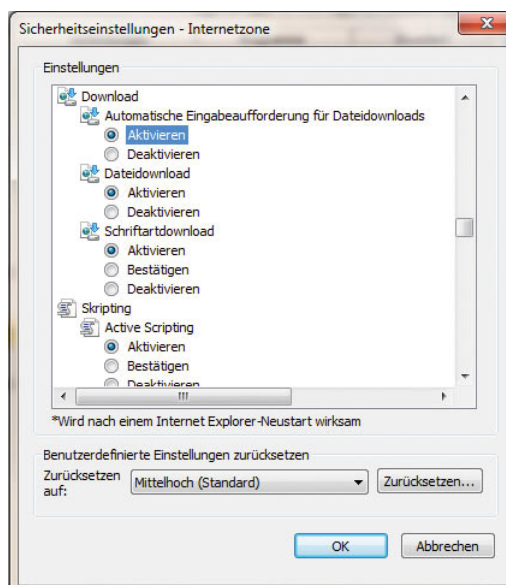 Sicherheitseinstellungen - Internetzone
Einstellungen
Download
Automatische Eingabeaufforderung für Dateidownloads
Aktivieren
Deaktivieren
Dateidownload
Aktivieren
Deaktivieren
Schriftartdownload
Aktivieren
Bestätigen
Deaktivieren
Skripting
Active Scripting
Aktivieren
Bestätigen
Deaktivieren
*Wird nach einem Internet Explorer-Neustart wirksam
Benutzerdefinierte Einstellungen zurücksetzen
Zurücksetzen auf:
Mittelhoch (Standard)
Zurücksetzen...
OK
Abbrechen